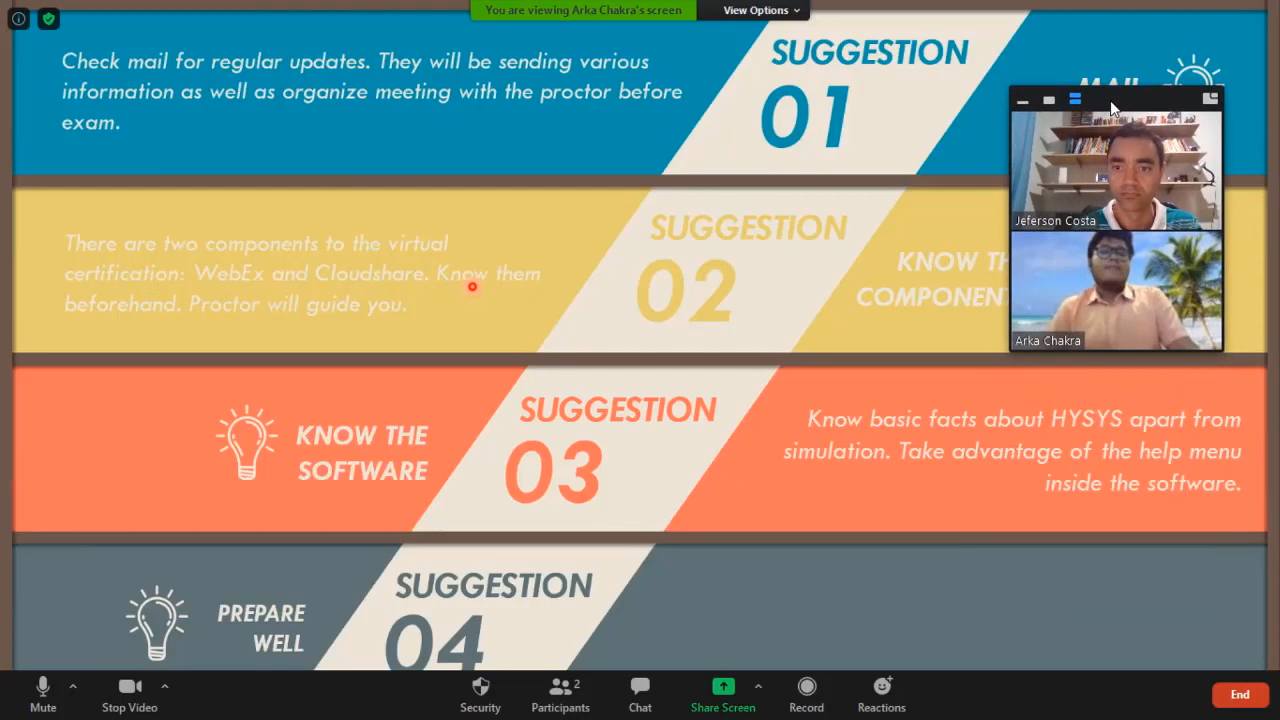 You are viewing Arka Chakra's screen
View Options
Check mail for regular updates. They will be sending various
information as well as organize meeting with the proctor before
exam.
SUGGESTION
01
MAIL
There are two components to the virtual
certification: WebEx and Cloudshare. Know them
beforehand. Proctor will guide you.
SUGGESTION
02
KNOW
COMPONENT
Jeferson Costa
Arka Chakra
KNOW THE
SOFTWARE
SUGGESTION
03
Know basic facts about HYSYS apart from
simulation. Take advantage of the help menu
inside the software.
PREPARE
WELL
SUGGESTION
04
Mute
Stop Video
Security
2
Participants
Chat
Share Screen
Record
Reactions
End